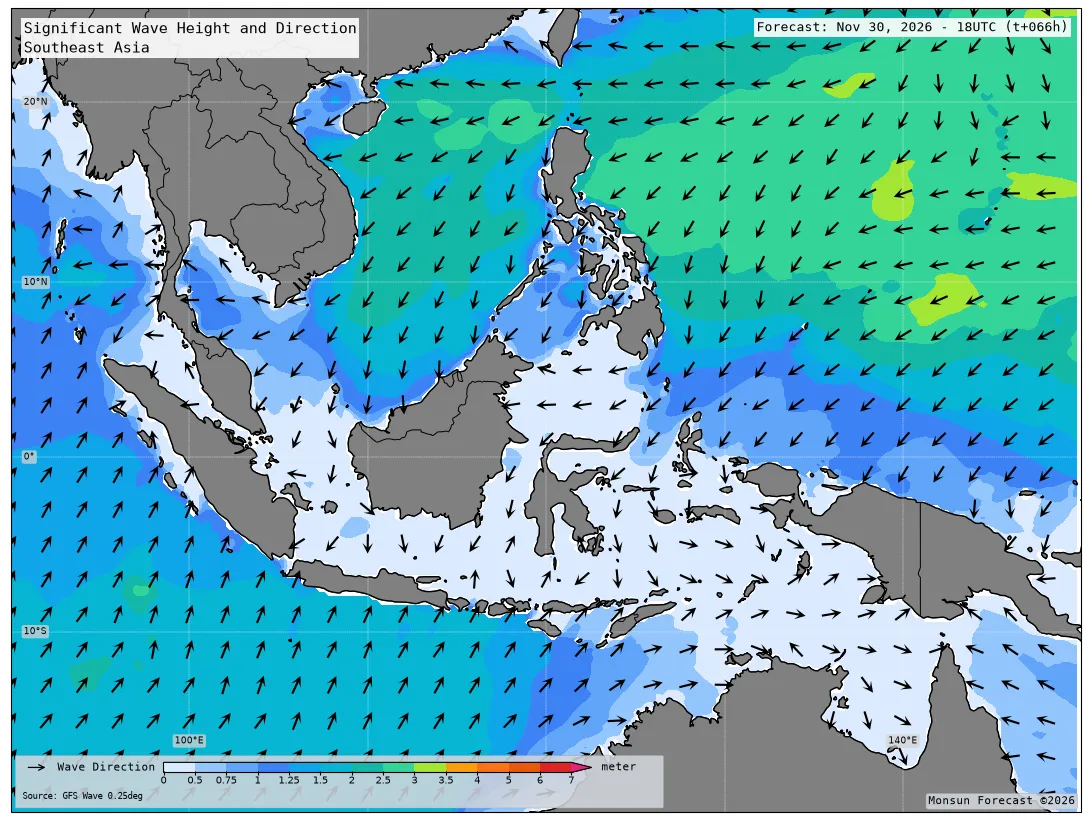 Significant Wave Height and Direction
Southeast Asia
Forecast: Nov 30, 2026 - 18UTC (t+066h)
20°N
10°N
0°
10°S
100°E
140°E
Wave Direction
meter
0 0.5 0.75 1 1.25 1.5 2 2.5 3 3.5 4 5 6 7
Source: GFS Wave 0.25deg
Monsun Forecast ©2026